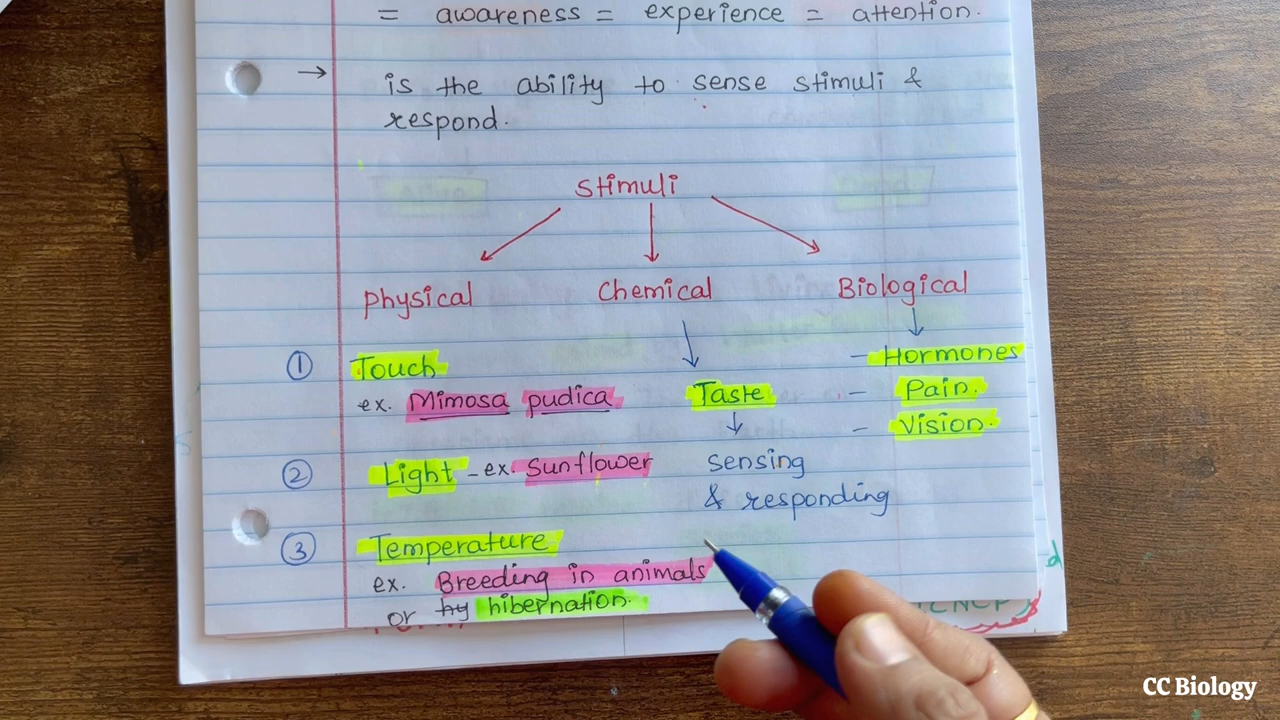 = awareness = experience = attention.
→ is the ability to sense stimuli &
respond.
Stimuli
Physical Chemical Biological
① Touch
ex. Mimosa pudica
② Light - ex. Sunflower
③ Temperature
ex. Breeding in animals
or hy hibernation.
Taste
sensing
& responding
- Hormones
- Pain.
- Vision.
CC Biology